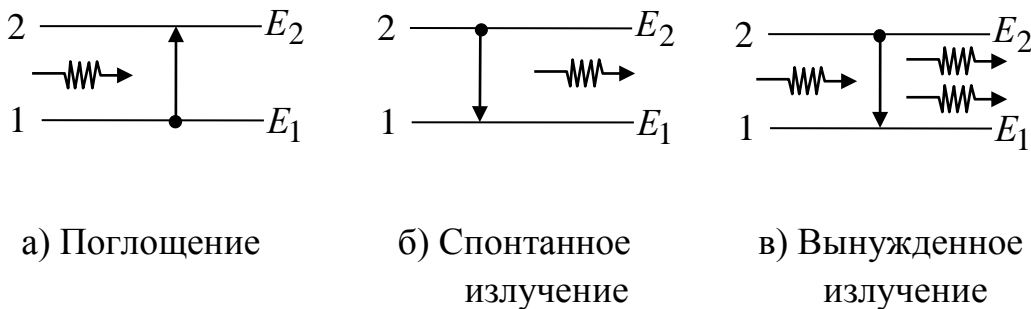 2 E2
1 E1
2 E2
1 E1
2 E2
1 E1
а) Поглощение
б) Спонтанное
излучение
в) Вынужденное
излучение